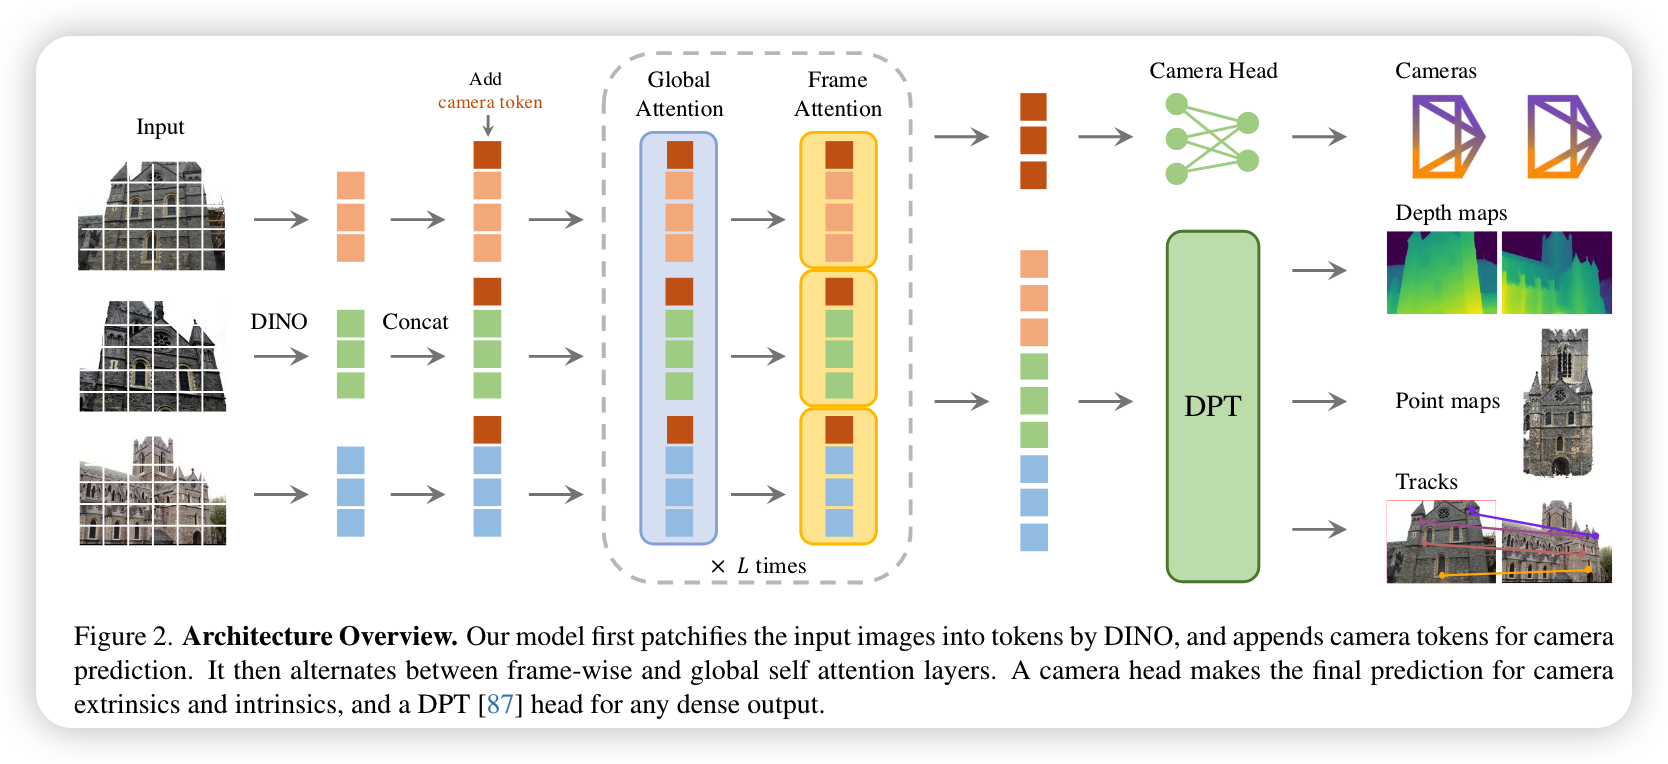 Input
DINO
Concat
Add
camera token
Global
Attention
Frame
Attention
× L times
Camera Head
DPT
Cameras
Depth maps
Point maps
Tracks
Figure 2. Architecture Overview. Our model first patchifies the input images into tokens by DINO, and appends camera tokens for camera
prediction. It then alternates between frame-wise and global self attention layers. A camera head makes the final prediction for camera
extrinsics and intrinsics, and a DPT [87] head for any dense output.